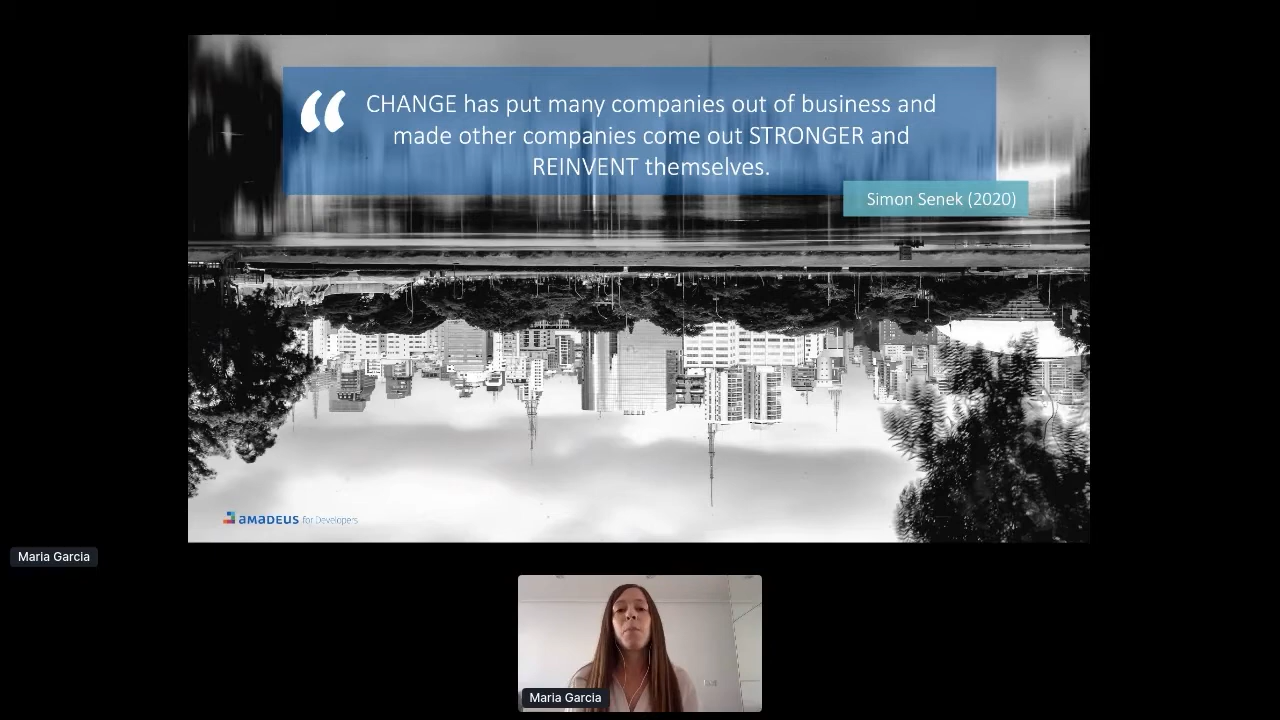 “ CHANGE has put many companies out of business and
made other companies come out STRONGER and
REINVENT themselves.
Simon Senek (2020)
amadeus for Developers
Maria Garcia
Maria Garcia